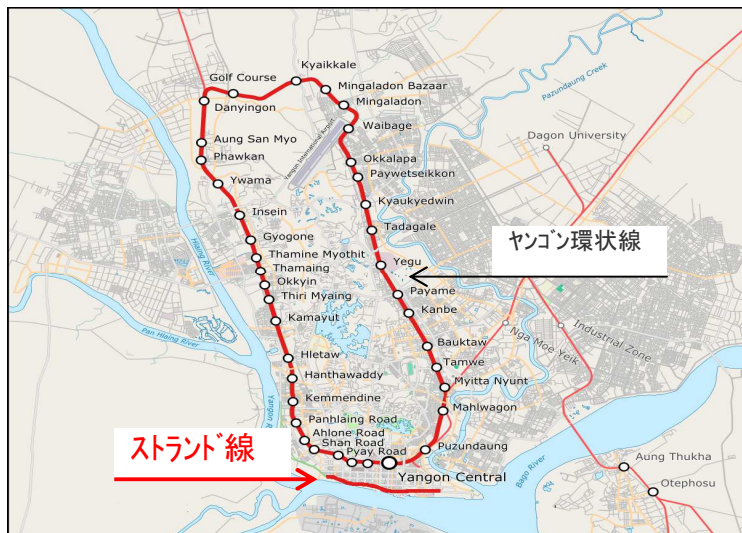 Kyaikkale
Golf Course
Mingaladon Bazaar
Danyingon
Mingaladon
Pazundaung Creek
Waibage
Yangon International Airport
Dagon University
Aung San Myo
Phawkan
Okkalapa
Paywetseikkon
Ywama
Kyaukyedwin
Insein
Tadagale
ヤンゴン環状線
Gyogone
Hlaing River
Thamine Myothit
Yegu
Thamaing
Okkyin
Payame
Thiri Myaing
Kanbe
Kamayut
Industrial Zone
Nga Moe Yeik
Pan Hlaing River
Bauktaw
Hletaw
Tamwe
Hanthawaddy
Myitta Nyunt
Kemmendine
Mahlwagon
Yangon River
Panhlaing Road
Ahlone Road
Shan Road
Puzundaung
ストランド線
Pyay Road
Aung Thukha
Bago River
Yangon Central
Otephosu